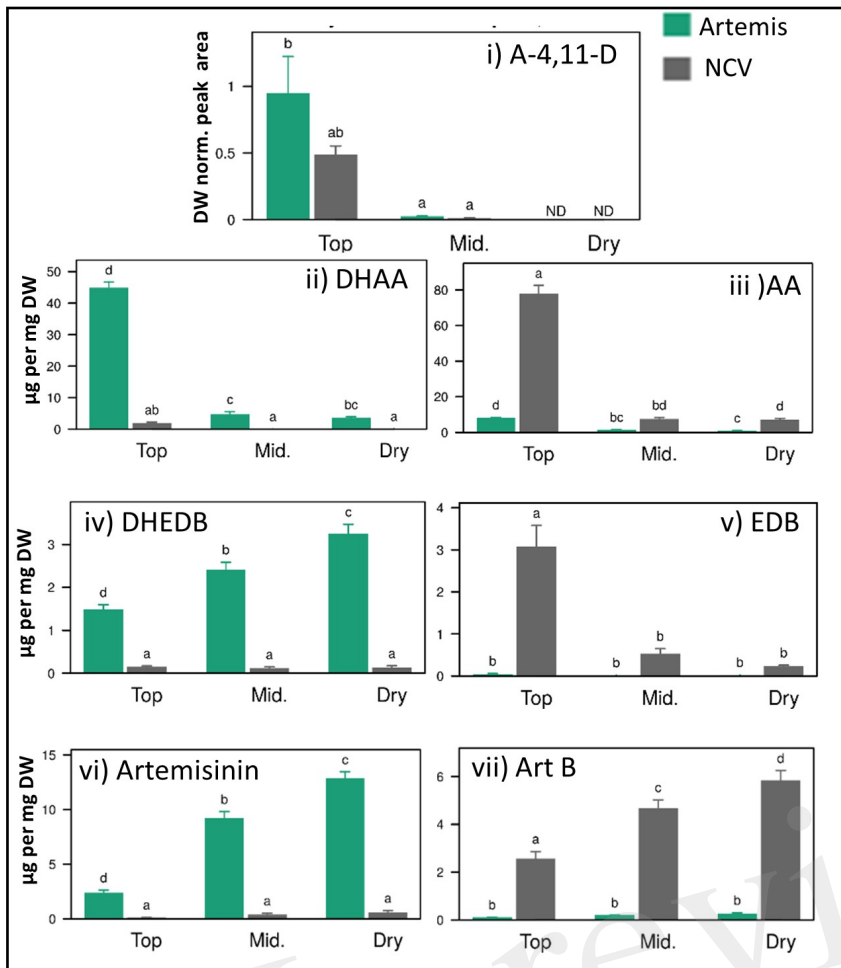 Artemis
NCV
i) A-4,11-D
DW norm. peak area
1
0.5
0
b
ab
a
a
ND
ND
Top
Mid.
Dry
ii) DHAA
µg per mg DW
50
40
30
20
10
0
d
ab
c
a
bc
a
Top
Mid.
Dry
iii )AA
80
60
40
20
0
d
a
bc
bd
c
d
Top
Mid.
Dry
iv) DHEDB
µg per mg DW
3
2
1
0
d
a
b
a
c
a
Top
Mid.
Dry
v) EDB
4
3
2
1
0
b
a
b
b
b
b
Top
Mid.
Dry
vi) Artemisinin
µg per mg DW
15
10
5
0
d
a
b
a
c
a
Top
Mid.
Dry
vii) Art B
6
4
2
0
b
a
b
c
b
d
Top
Mid.
Dry